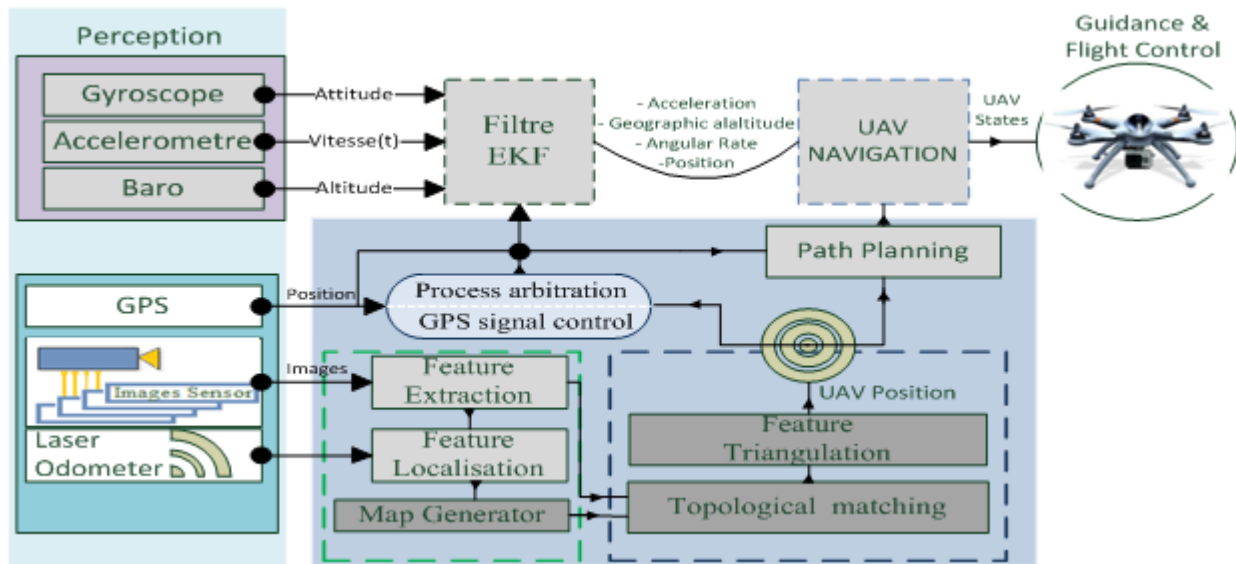 Perception
Gyroscope
Accelerometre
Baro
GPS
Images Sensor
Laser
Odometer
Attitude
Vitesse(t)
Altitude
Position
Images
Filtre
EKF
- Acceleration
- Geographic alaltitude
- Angular Rate
-Position
UAV
NAVIGATION
UAV
States
Guidance &
Flight Control
Path Planning
Process arbitration
GPS signal control
Feature
Extraction
Feature
Localisation
Map Generator
UAV Position
Feature
Triangulation
Topological matching